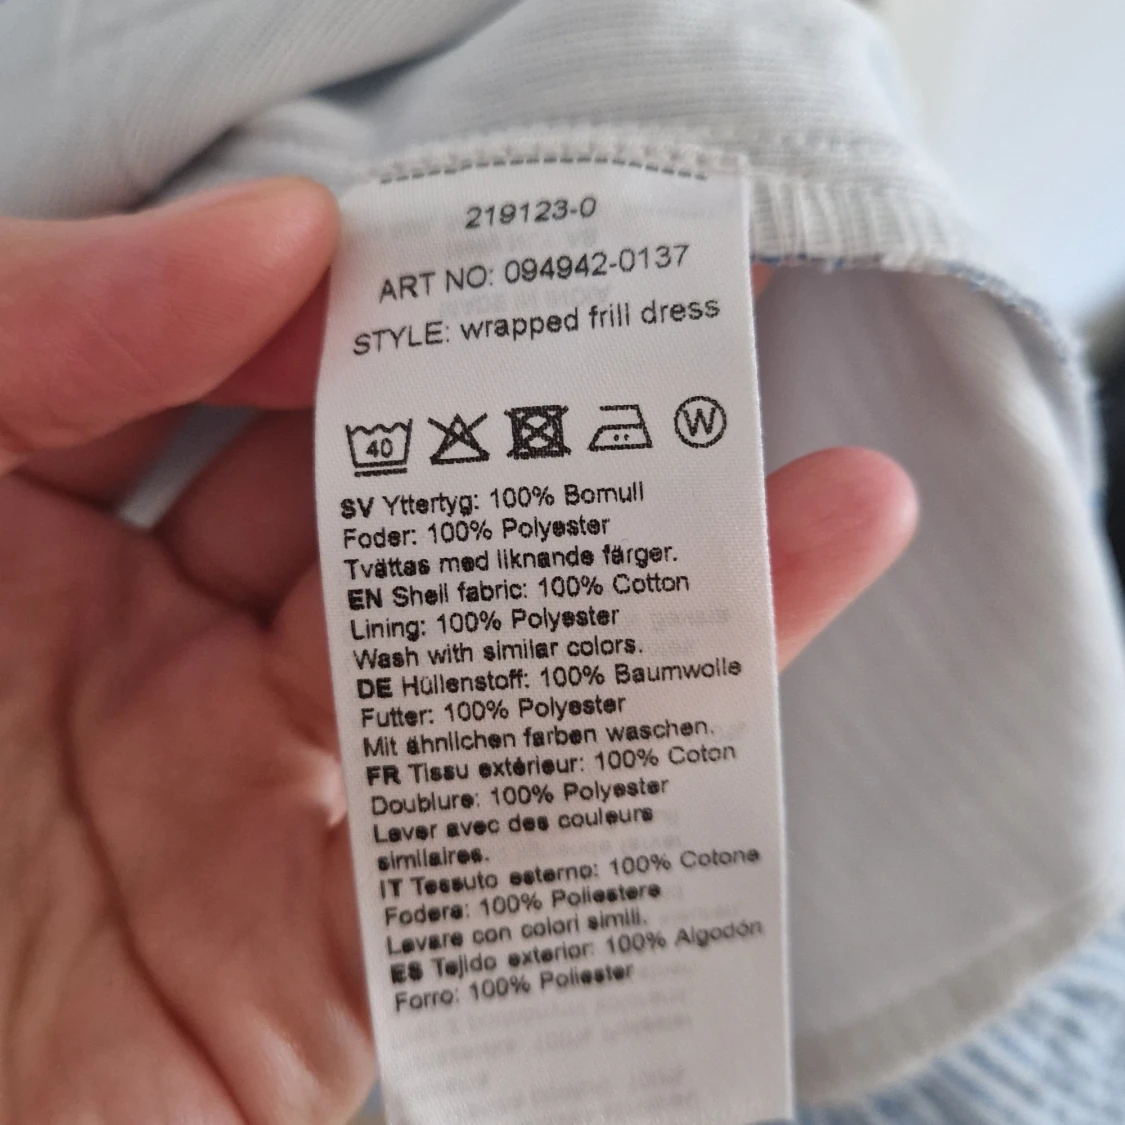 219123-0
ART NO: 094942-0137
STYLE: wrapped frill dress
40
W
SV Yttertyg: 100% Bomull
Foder: 100% Polyester
Tvättas med liknande färger.
EN Shell fabric: 100% Cotton
Lining: 100% Polyester
Wash with similar colors.
DE Hüllenstoff: 100% Baumwolle
Futter: 100% Polyester
Mit ähnlichen farben waschen.
FR Tissu extérieur: 100% Coton
Doublure: 100% Polyester
Laver avec des couleurs
similaires.
IT Tessuto esterno: 100% Cotone
Fodera: 100% Poliestere
Lavare con colori simili.
ES Tejido exterior: 100% Algodón
Forro: 100% Poliester